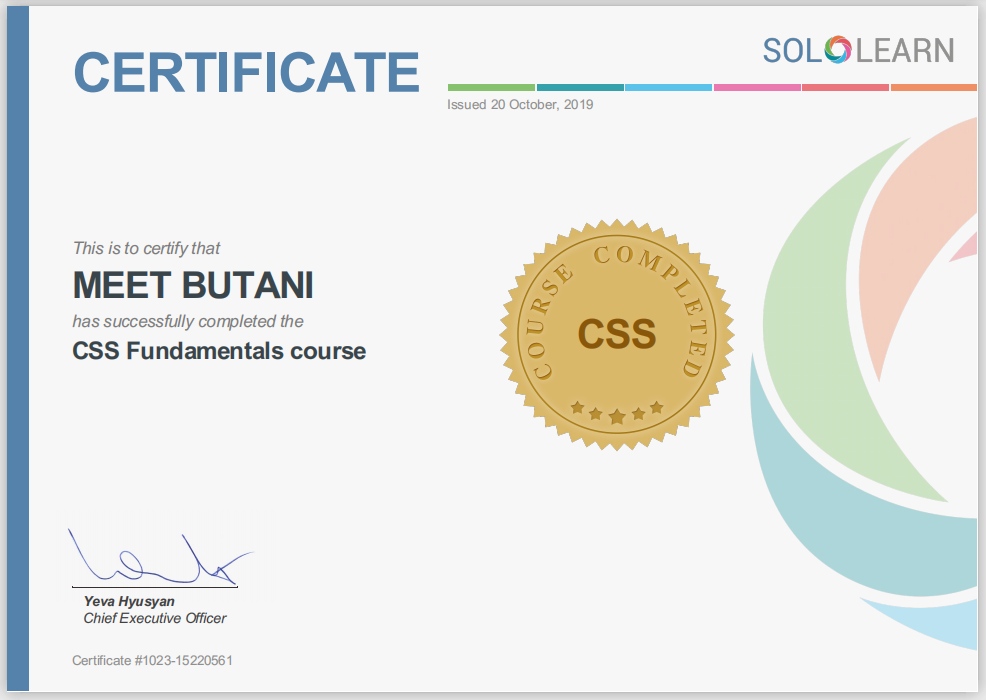 CERTIFICATE
SOLOLEARN
Issued 20 October, 2019
This is to certify that
MEET BUTANI
has successfully completed the
CSS Fundamentals course
COURSE COMPLETED
CSS
Yeva Hyusyan
Chief Executive Officer
Certificate #1023-15220561